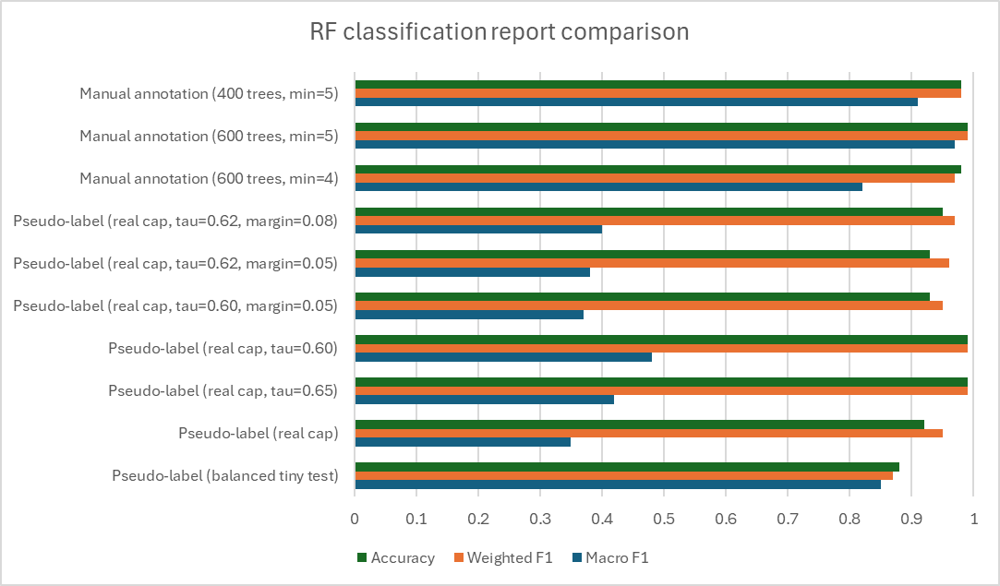 RF classification report comparison
Manual annotation (400 trees, min=5)
Manual annotation (600 trees, min=5)
Manual annotation (600 trees, min=4)
Pseudo-label (real cap, tau=0.62, margin=0.08)
Pseudo-label (real cap, tau=0.62, margin=0.05)
Pseudo-label (real cap, tau=0.60, margin=0.05)
Pseudo-label (real cap, tau=0.60)
Pseudo-label (real cap, tau=0.65)
Pseudo-label (real cap)
Pseudo-label (balanced tiny test)
0 0.1 0.2 0.3 0.4 0.5 0.6 0.7 0.8 0.9 1
Accuracy Weighted F1 Macro F1